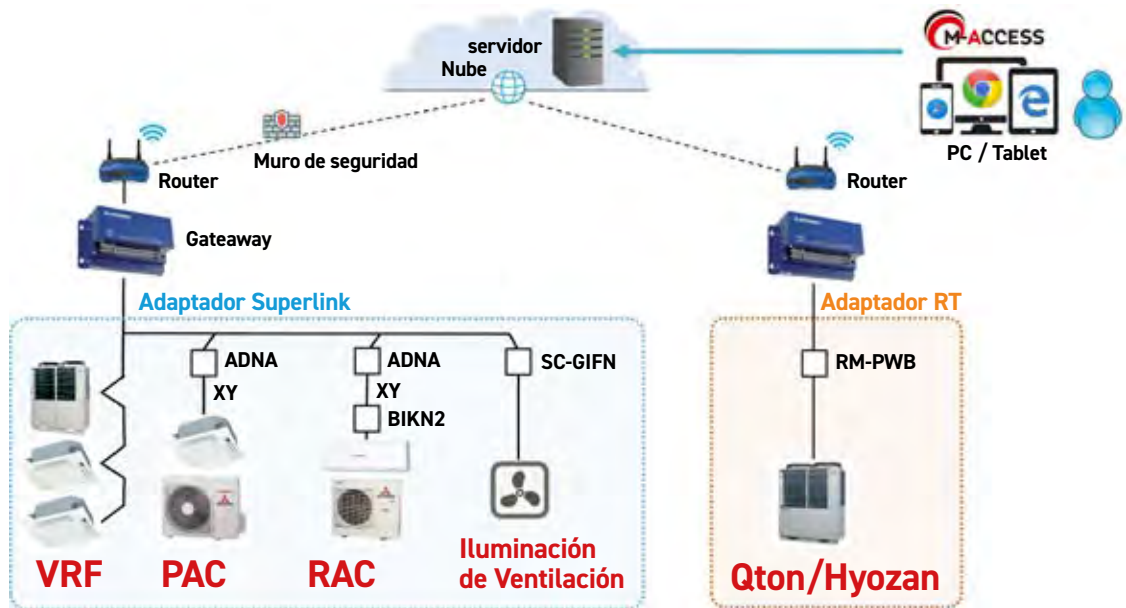 servidor
Nube
M-ACCESS
PC / Tablet
Muro de seguridad
Router
Router
Gateaway
Adaptador Superlink
Adaptador RT
ADNA
XY
ADNA
XY
BIKN2
SC-GIFN
RM-PWB
VRF
PAC
RAC
Iluminación
de Ventilación
Qton/Hyozan